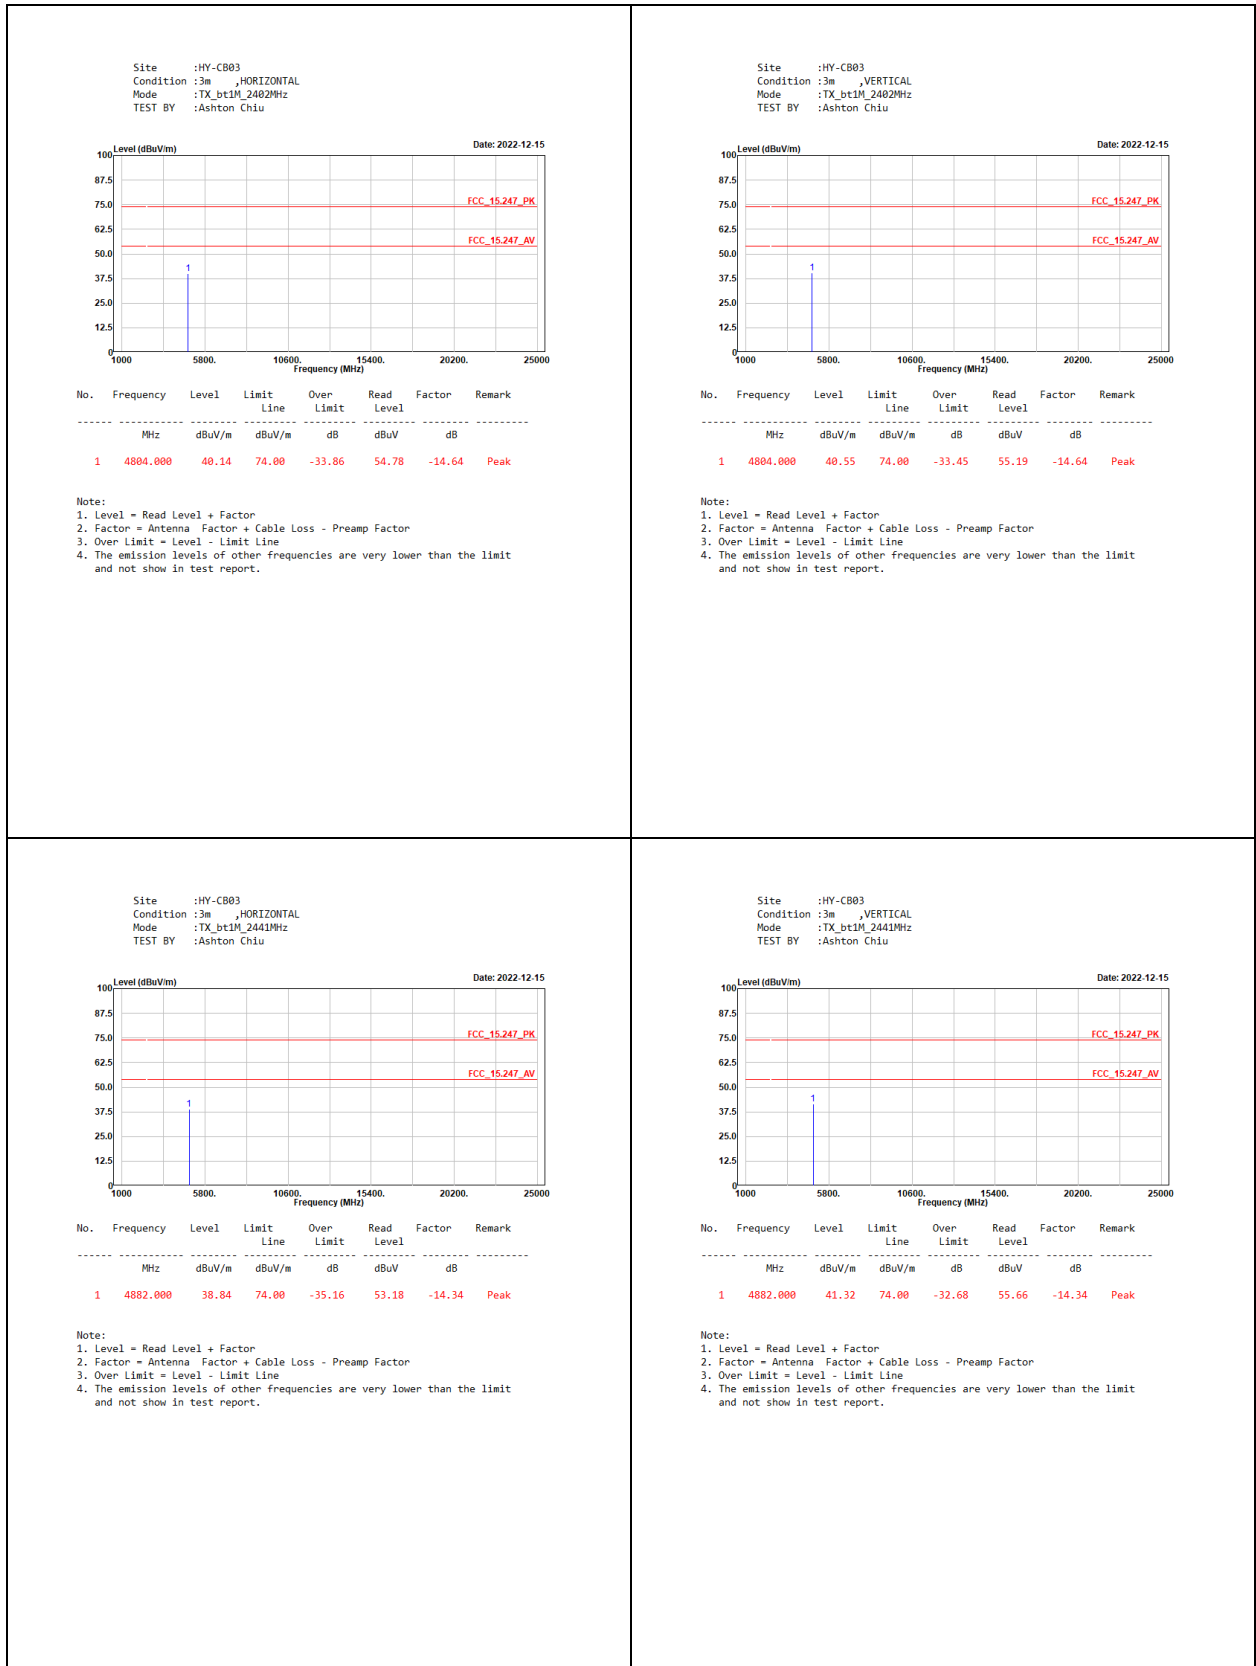 Site      :HY-CB03
Condition :3m    ,HORIZONTAL
Mode      :TX_bt1M_2402MHz
TEST BY   :Ashton Chiu
Level (dBuV/m)
Date: 2022-12-15
100
87.5
75.0
62.5
50.0
37.5
25.0
12.5
0
FCC_15.247_PK
FCC_15.247_AV
1
1000 5800. 10600. 15400. 20200. 25000
Frequency (MHz)
No. Frequency Level Limit Over Read Factor Remark
Line Limit Level
------ ----------- -------- --------- --------- -------- -------- ---------
MHz dBuV/m dBuV/m dB dBuV dB
1 4804.000 40.14 74.00 -33.86 54.78 -14.64 Peak
Note:
1. Level = Read Level + Factor
2. Factor = Antenna  Factor + Cable Loss - Preamp Factor
3. Over Limit = Level - Limit Line
4. The emission levels of other frequencies are very lower than the limit
and not show in test report.
Site      :HY-CB03
Condition :3m    ,VERTICAL
Mode      :TX_bt1M_2402MHz
TEST BY   :Ashton Chiu
Level (dBuV/m)
Date: 2022-12-15
100
87.5
75.0
62.5
50.0
37.5
25.0
12.5
0
FCC_15.247_PK
FCC_15.247_AV
1
1000 5800. 10600. 15400. 20200. 25000
Frequency (MHz)
No. Frequency Level Limit Over Read Factor Remark
Line Limit Level
------ ----------- -------- --------- --------- -------- -------- ---------
MHz dBuV/m dBuV/m dB dBuV dB
1 4804.000 40.55 74.00 -33.45 55.19 -14.64 Peak
Note:
1. Level = Read Level + Factor
2. Factor = Antenna  Factor + Cable Loss - Preamp Factor
3. Over Limit = Level - Limit Line
4. The emission levels of other frequencies are very lower than the limit
and not show in test report.
Site      :HY-CB03
Condition :3m    ,HORIZONTAL
Mode      :TX_bt1M_2441MHz
TEST BY   :Ashton Chiu
Level (dBuV/m)
Date: 2022-12-15
100
87.5
75.0
62.5
50.0
37.5
25.0
12.5
0
FCC_15.247_PK
FCC_15.247_AV
1
1000 5800. 10600. 15400. 20200. 25000
Frequency (MHz)
No. Frequency Level Limit Over Read Factor Remark
Line Limit Level
------ ----------- -------- --------- --------- -------- -------- ---------
MHz dBuV/m dBuV/m dB dBuV dB
1 4882.000 38.84 74.00 -35.16 53.18 -14.34 Peak
Note:
1. Level = Read Level + Factor
2. Factor = Antenna  Factor + Cable Loss - Preamp Factor
3. Over Limit = Level - Limit Line
4. The emission levels of other frequencies are very lower than the limit
and not show in test report.
Site      :HY-CB03
Condition :3m    ,VERTICAL
Mode      :TX_bt1M_2441MHz
TEST BY   :Ashton Chiu
Level (dBuV/m)
Date: 2022-12-15
100
87.5
75.0
62.5
50.0
37.5
25.0
12.5
0
FCC_15.247_PK
FCC_15.247_AV
1
1000 5800. 10600. 15400. 20200. 25000
Frequency (MHz)
No. Frequency Level Limit Over Read Factor Remark
Line Limit Level
------ ----------- -------- --------- --------- -------- -------- ---------
MHz dBuV/m dBuV/m dB dBuV dB
1 4882.000 41.32 74.00 -32.68 55.66 -14.34 Peak
Note:
1. Level = Read Level + Factor
2. Factor = Antenna  Factor + Cable Loss - Preamp Factor
3. Over Limit = Level - Limit Line
4. The emission levels of other frequencies are very lower than the limit
and not show in test report.